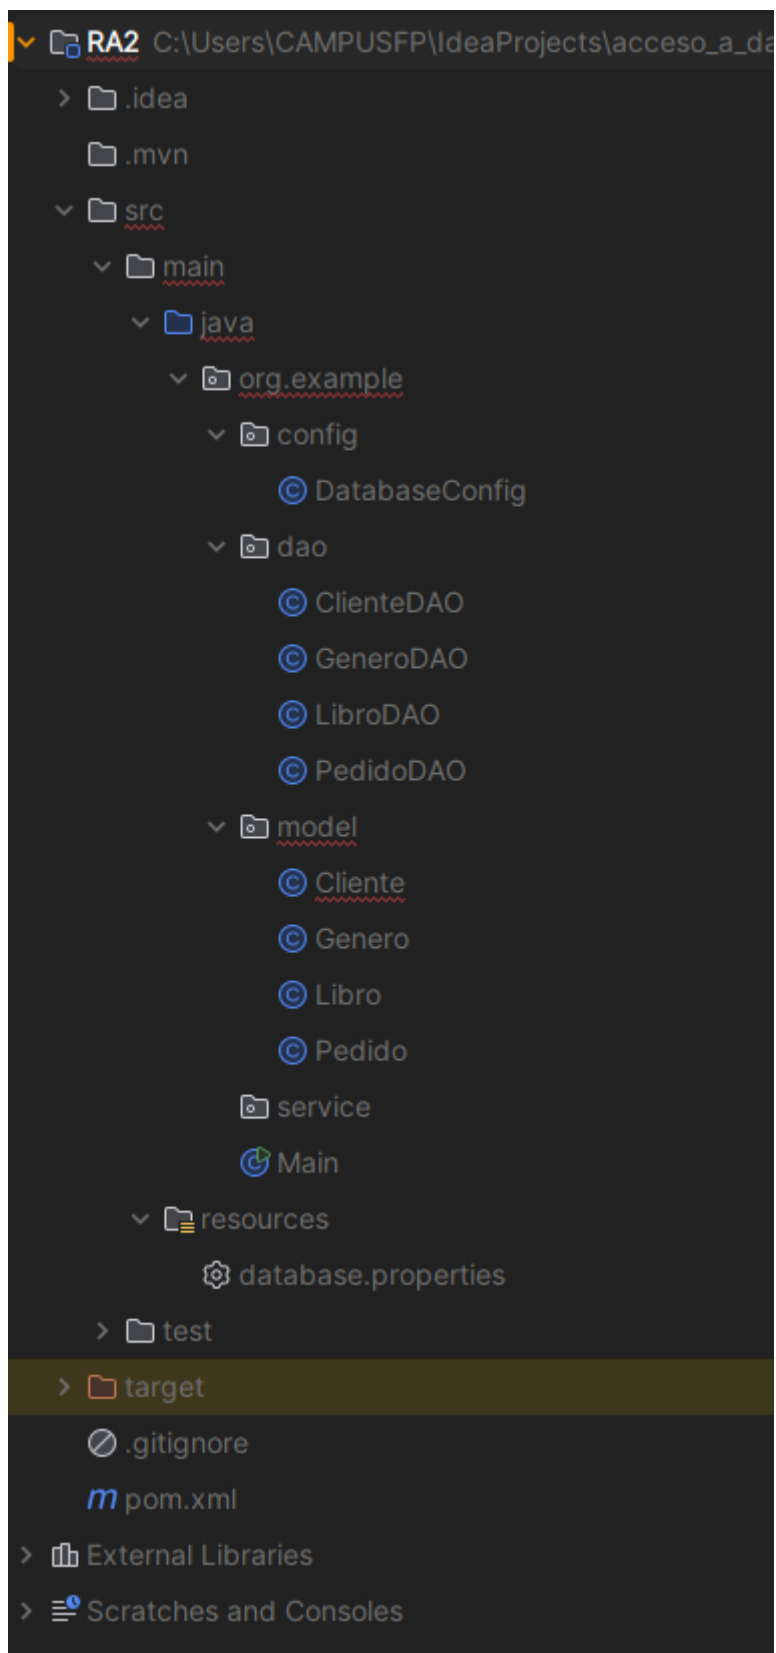 RA2 C:\Users\CAMPUSFP\IdeaProjects\acceso_a_da
.idea
.mvn
src
main
java
org.example
config
DatabaseConfig
dao
ClienteDAO
GeneroDAO
LibroDAO
PedidoDAO
model
Cliente
Genero
Libro
Pedido
service
Main
resources
database.properties
test
target
.gitignore
pom.xml
External Libraries
Scratches and Consoles